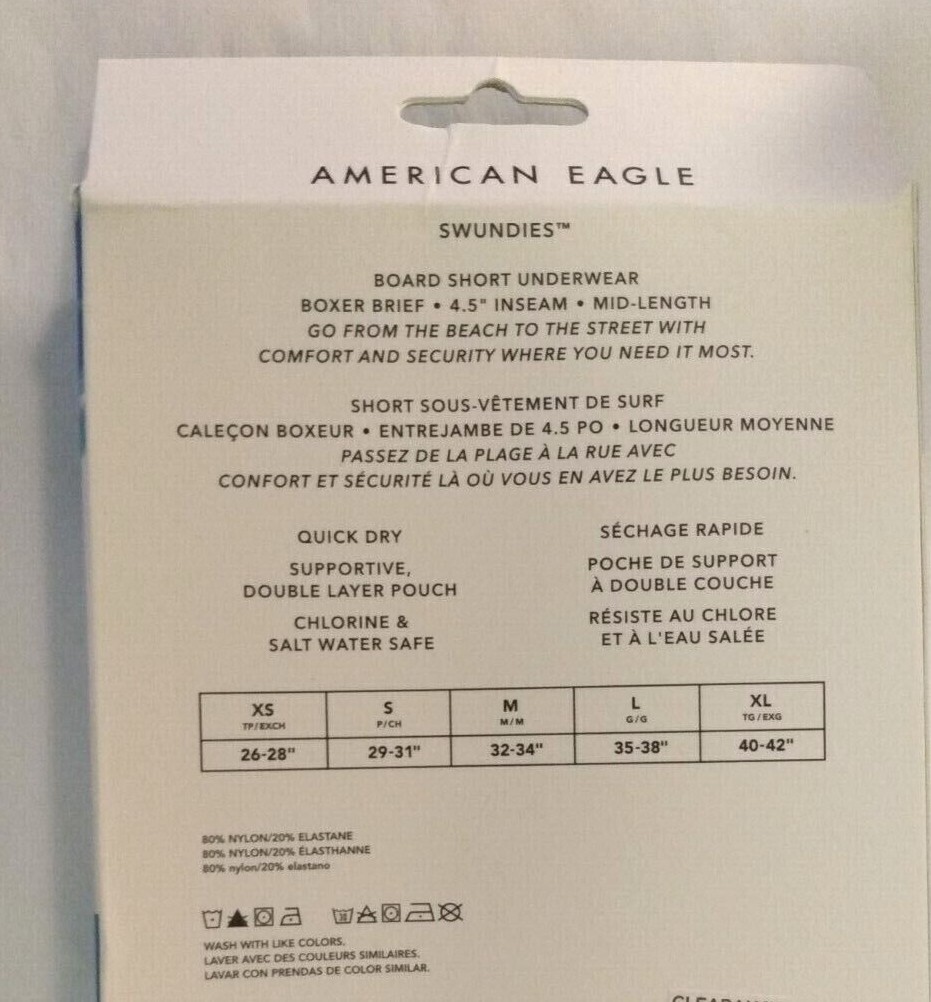 AMERICAN EAGLE
SWUNDIES™
BOARD SHORT UNDERWEAR
BOXER BRIEF • 4.5" INSEAM • MID-LENGTH
GO FROM THE BEACH TO THE STREET WITH
COMFORT AND SECURITY WHERE YOU NEED IT MOST.
SHORT SOUS-VÊTEMENT DE SURF
CALEÇON BOXEUR • ENTREJAMBE DE 4.5 PO • LONGUEUR MOYENNE
PASSEZ DE LA PLAGE À LA RUE AVEC
CONFORT ET SÉCURITÉ LÀ OÙ VOUS EN AVEZ LE PLUS BESOIN.
QUICK DRY
SUPPORTIVE,
DOUBLE LAYER POUCH
CHLORINE &
SALT WATER SAFE
SÉCHAGE RAPIDE
POCHE DE SUPPORT
À DOUBLE COUCHE
RÉSISTE AU CHLORE
ET À L'EAU SALÉE
XS S M L XL
TP/EXCH P/CH M/M G/G TG/EXG
26-28" 29-31" 32-34" 35-38" 40-42"
80% NYLON/20% ELASTANE
80% NYLON/20% ÉLASTHANNE
80% nylon/20% elastano
WASH WITH LIKE COLORS.
LAVER AVEC DES COULEURS SIMILAIRES.
LAVAR CON PRENDAS DE COLOR SIMILAR.